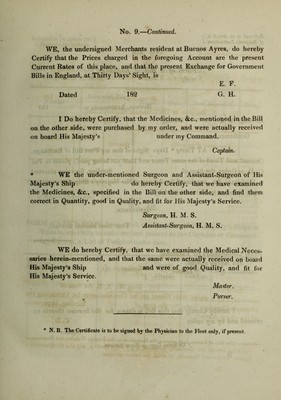 No. 9.—Continued.
WE, the undersigned Merchants resident at Buenos Ayres, do hereby
Certify that the Prices charged in the foregoing Account are the present
Current Rates of this place, and that the present Exchange for Government
Bills in England, at Thirty Days' Sight, is
E. F.
Dated 182 G. H.
I Do hereby Certify, that the Medicines, &c., mentioned in the Bill
on the other side, were purchased by my order, and were actually received
on board His Majesty's under my Command.
Captain.
* WE the under-mentioned Surgeon and Assistant-Surgeon of His
Majesty's Ship do hereby Certify, that we have examined
the Medicines, &c., specified in the Bill on the other side, and find them
correct in Quantity, good in Quality, and fit for His Majesty's Service.
Surgeon, H. M. S.
Assistant-Surgeon, H. M. S.
WE do hereby Certify, that we have examined the Medical Neces-
saries herein-mentioned, and that the same were actually received on board
His Majesty's Ship and were of good Quality, and fit for
His Majesty's Service.
Master.
Purser.
* N. B. The Certificate is to be signed by the Physician to the Fleet only, if present.